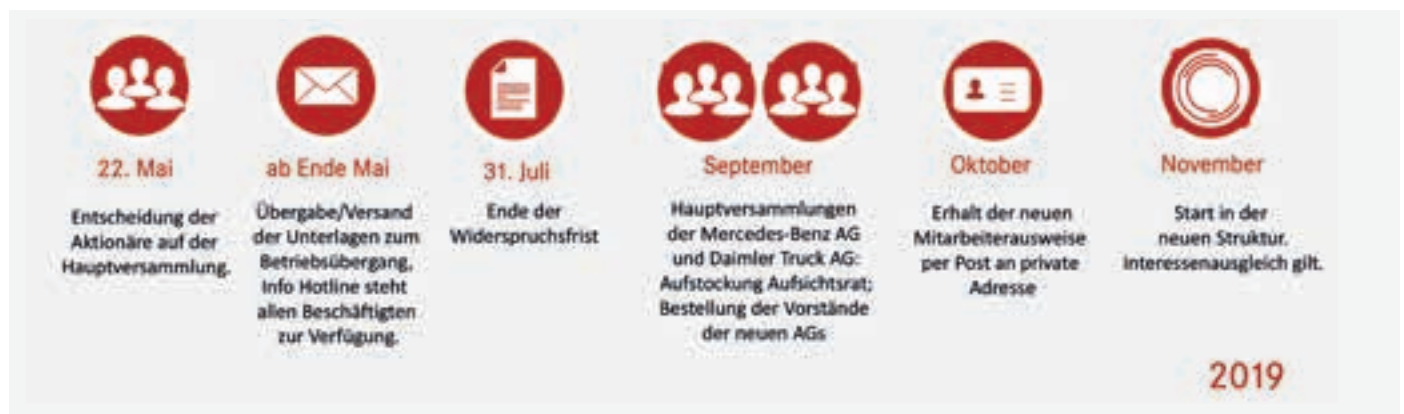 22. Mai
Entscheidung der
Aktionäre auf der
Hauptversammlung.
ab Ende Mai
Übergabe/Versand
der Unterlagen zum
Betriebsübergang,
Info Hotline steht
allen Beschäftigten
zur Verfügung.
31. Juli
Ende der
Widerspruchsfrist
September
Hauptversammlungen
der Mercedes-Benz AG
und Daimler Truck AG:
Aufstockung Aufsichtsrat;
Bestellung der Vorstände
der neuen AGs
Oktober
Erhalt der neuen
Mitarbeiterausweise
per Post an private
Adresse
November
Start in der
neuen Struktur.
Interessenausgleich gilt.
2019